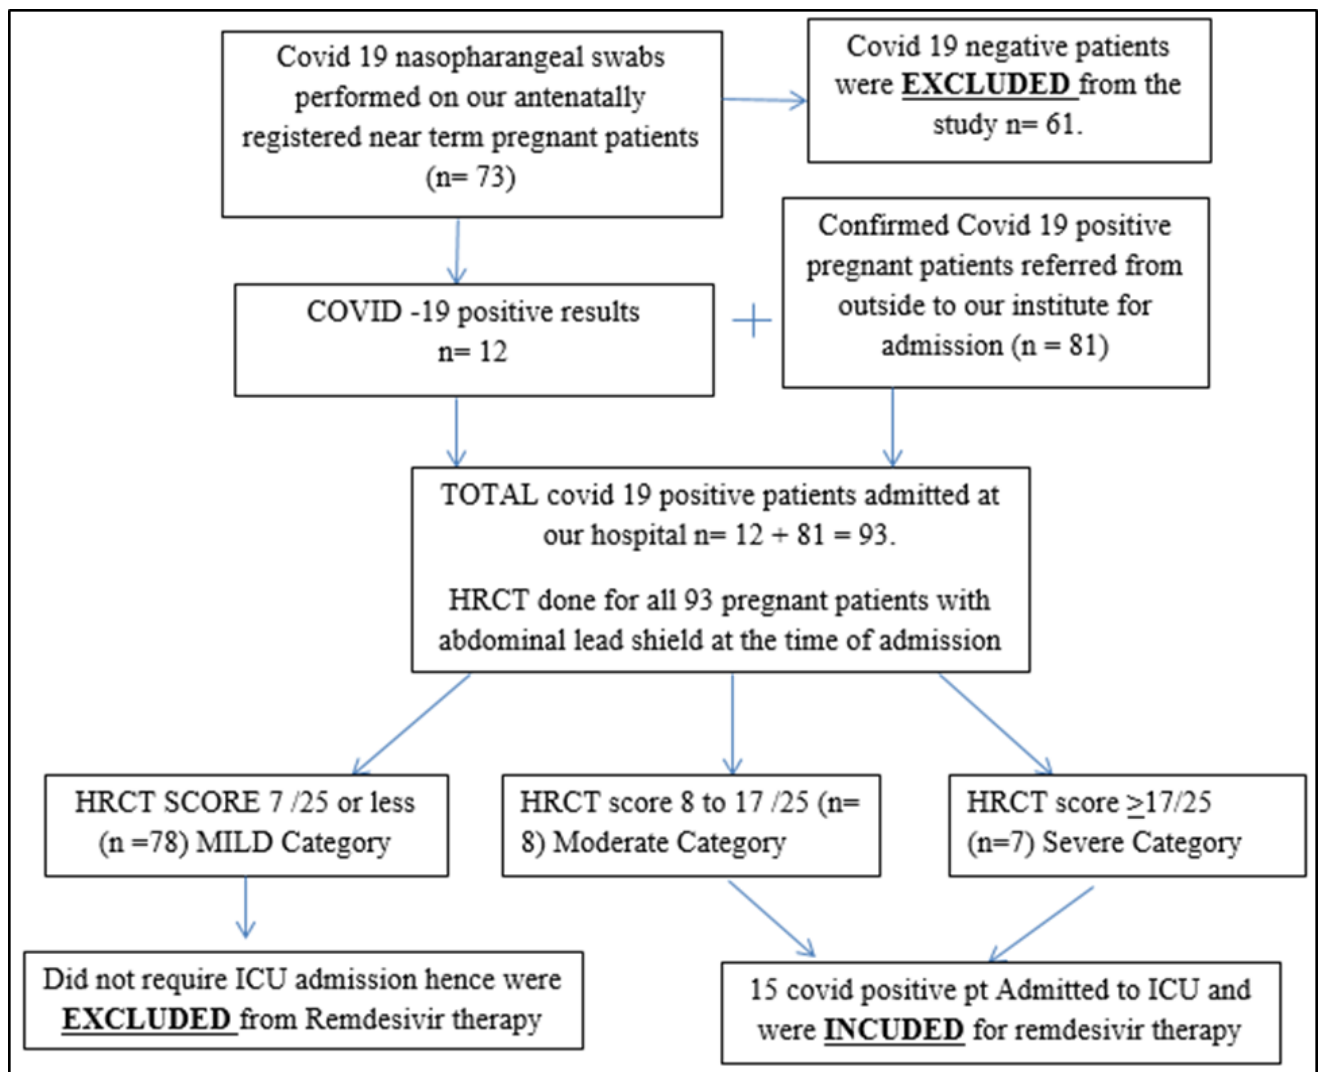 Covid 19 nasopharangeal swabs
performed on our antenatally
registered near term pregnant patients
(n= 73)
Covid 19 negative patients
were EXCLUDED from the
study n= 61.
COVID -19 positive results
n= 12
+
Confirmed Covid 19 positive
pregnant patients referred from
outside to our institute for
admission (n = 81)
TOTAL covid 19 positive patients admitted at
our hospital n= 12 + 81 = 93.
HRCT done for all 93 pregnant patients with
abdominal lead shield at the time of admission
HRCT SCORE 7 /25 or less
(n =78) MILD Category
HRCT score 8 to 17 /25 (n=
8) Moderate Category
HRCT score ≥17/25
(n=7) Severe Category
Did not require ICU admission hence were
EXCLUDED from Remdesivir therapy
15 covid positive pt Admitted to ICU and
were INCUDED for remdesivir therapy